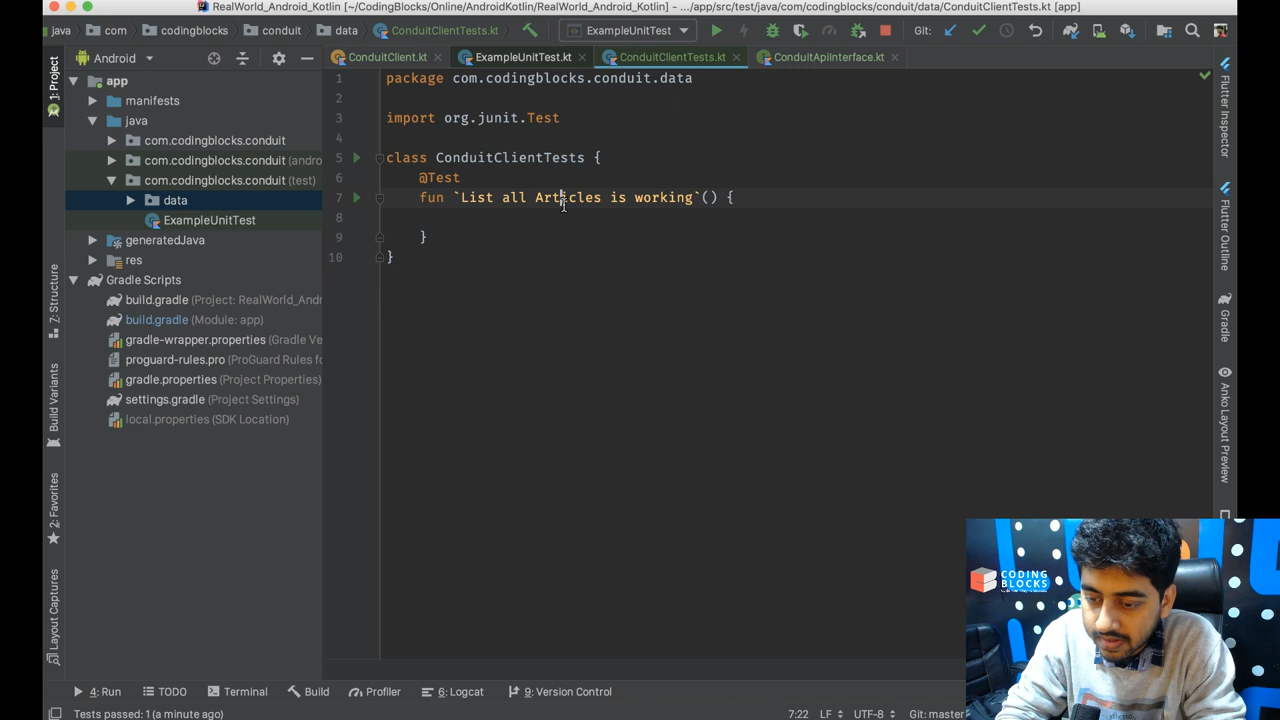 RealWorld_Android_Kotlin [~/CodingBlocks/Online/AndroidKotlin/RealWorld_Android_Kotlin] - .../app/src/test/java/com/codingblocks/conduit/data/ConduitClientTests.kt [app]
java com codingblocks conduit data ConduitClientTests.kt ExampleUnitTest Git:
1: Project Android ConduitClient.kt ExampleUnitTest.kt ConduitClientTests.kt ConduitApiInterface.kt
app
manifests
java
com.codingblocks.conduit
com.codingblocks.conduit (andro
com.codingblocks.conduit (test)
data
ExampleUnitTest
generatedJava
res
Gradle Scripts
build.gradle (Project: RealWorld_Andr
build.gradle (Module: app)
gradle-wrapper.properties (Gradle Ve
proguard-rules.pro (ProGuard Rules fo
gradle.properties (Project Properties)
settings.gradle (Project Settings)
local.properties (SDK Location)
1 package com.codingblocks.conduit.data
2
3 import org.junit.Test
4
5 class ConduitClientTests {
6 @Test
7 fun `List all Articles is working`() {
8
9 }
10 }
Z: Structure
Build Variants
2: Favorites
Layout Captures
Flutter Inspector
Flutter Outline
Gradle
Anko Layout Preview
CODING
BLOCKS
4: Run TODO Terminal Build Profiler 6: Logcat 9: Version Control
Tests passed: 1 (a minute ago) 7:22 LF UTF-8 Git: master